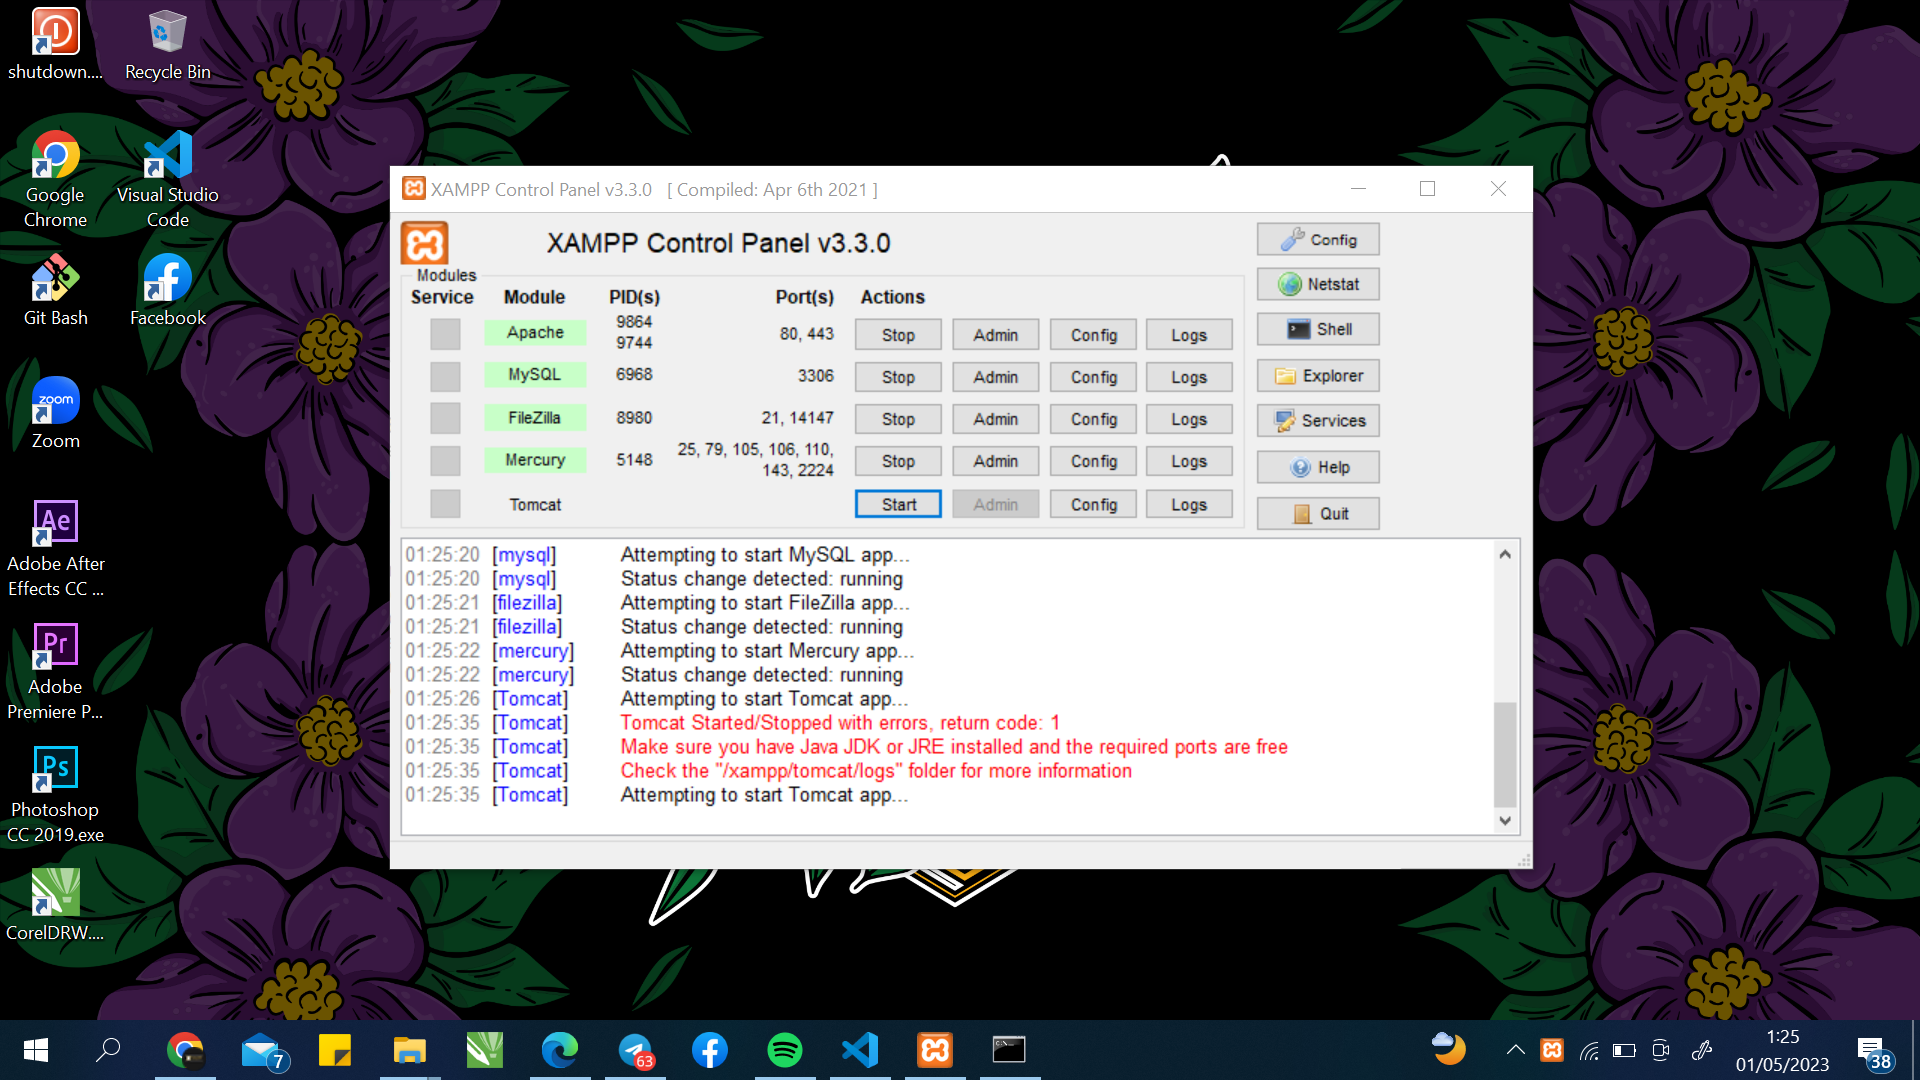 shutdown....
Recycle Bin
Google
Chrome
Visual Studio
Code
Git Bash
Facebook
zoom
Zoom
Ae
Adobe After
Effects CC ...
Pr
Adobe
Premiere P...
Ps
Photoshop
CC 2019.exe
CorelDRW....
XAMPP Control Panel v3.3.0 [ Compiled: Apr 6th 2021 ]
XAMPP Control Panel v3.3.0
Modules
Service Module PID(s) Port(s) Actions
Apache 9864 9744 80, 443 Stop Admin Config Logs
MySQL 6968 3306 Stop Admin Config Logs
FileZilla 8980 21, 14147 Stop Admin Config Logs
Mercury 5148 25, 79, 105, 106, 110, 143, 2224 Stop Admin Config Logs
Tomcat Start Admin Config Logs
Config
Netstat
Shell
Explorer
Services
Help
Quit
01:25:20 [mysql] Attempting to start MySQL app...
01:25:20 [mysql] Status change detected: running
01:25:21 [filezilla] Attempting to start FileZilla app...
01:25:21 [filezilla] Status change detected: running
01:25:22 [mercury] Attempting to start Mercury app...
01:25:22 [mercury] Status change detected: running
01:25:26 [Tomcat] Attempting to start Tomcat app...
01:25:35 [Tomcat] Tomcat Started/Stopped with errors, return code: 1
01:25:35 [Tomcat] Make sure you have Java JDK or JRE installed and the required ports are free
01:25:35 [Tomcat] Check the "/xampp/tomcat/logs" folder for more information
01:25:35 [Tomcat] Attempting to start Tomcat app...
7
63
1:25
01/05/2023
38